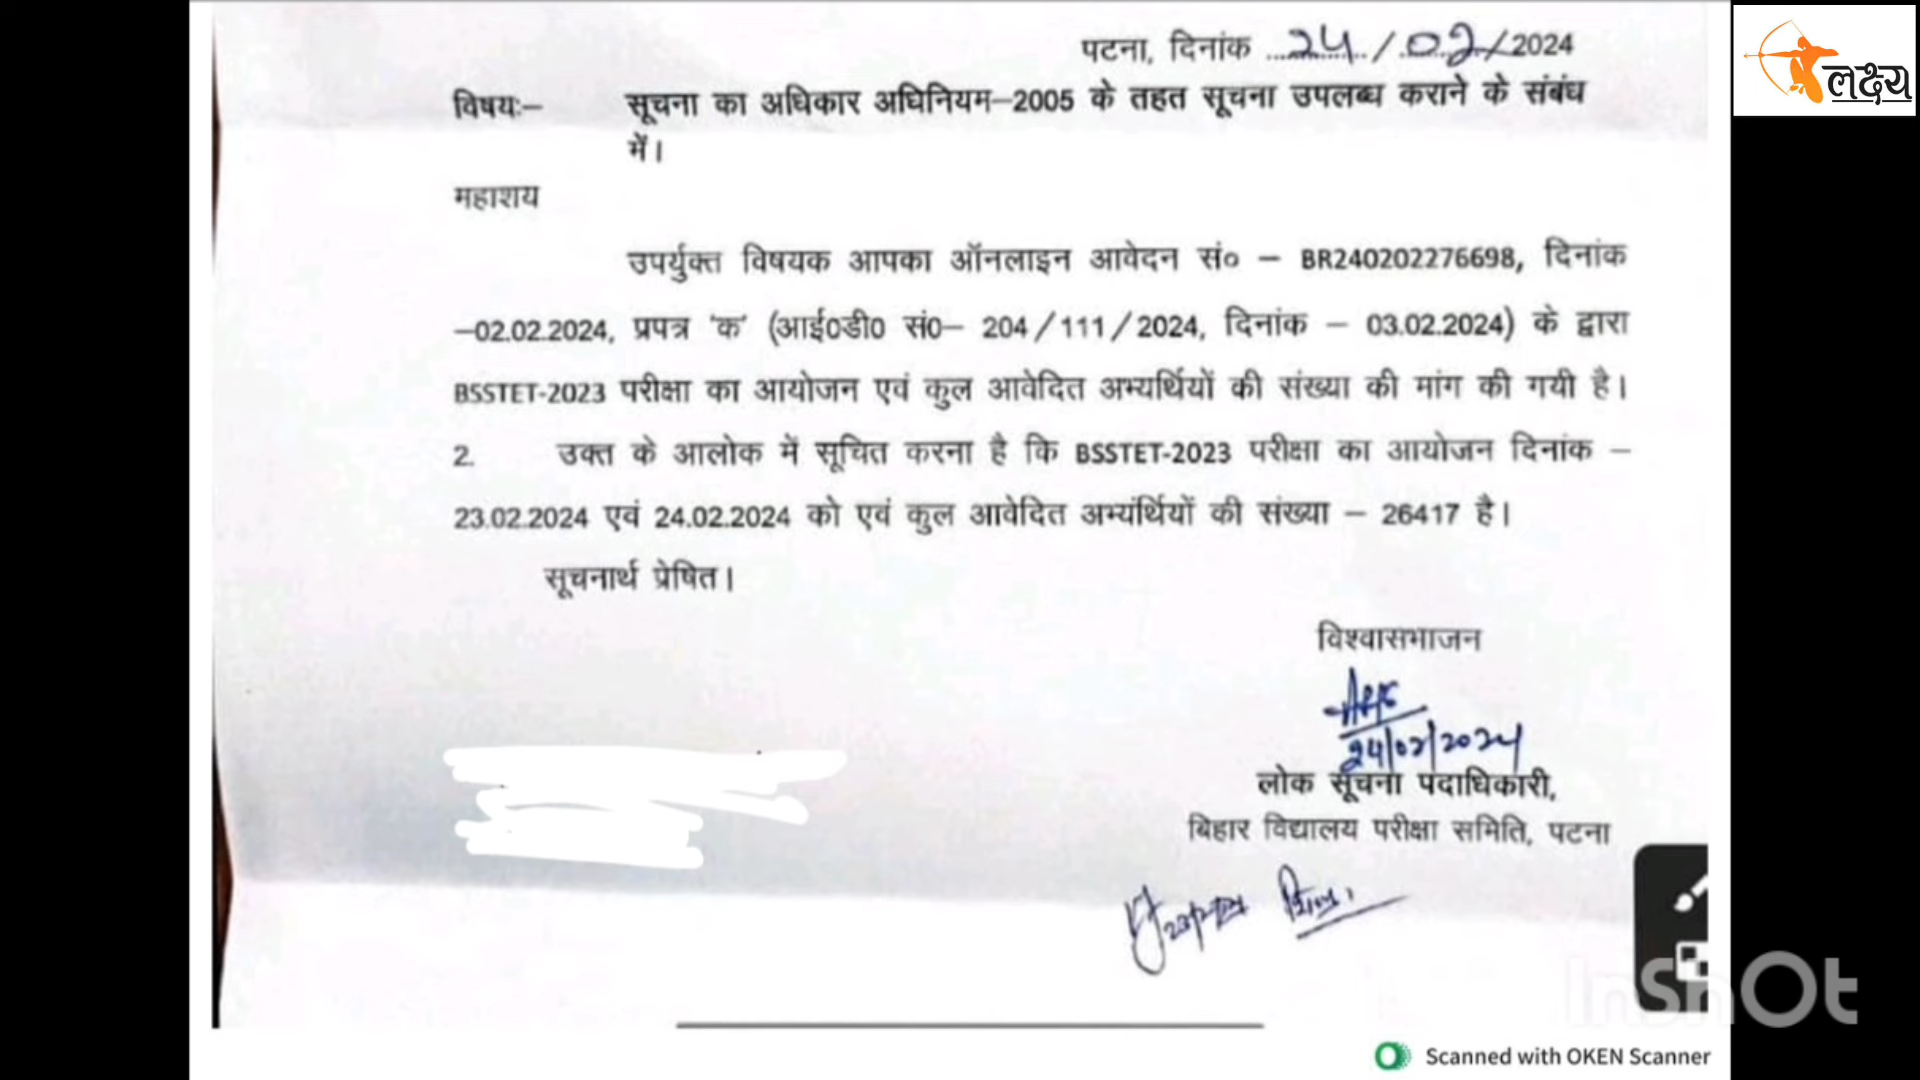 लक्ष्य
पटना, दिनांक ...24../..02../2024
विषयः– सूचना का अधिकार अधिनियम–2005 के तहत सूचना उपलब्ध कराने के संबंध
में।
महाशय
उपर्युक्त विषयक आपका ऑनलाइन आवेदन सं० – BR240202276698, दिनांक
–02.02.2024, प्रपत्र 'क' (आई0डी0 सं0– 204/111/2024, दिनांक – 03.02.2024) के द्वारा
BSSTET-2023 परीक्षा का आयोजन एवं कुल आवेदित अभ्यर्थियों की संख्या की मांग की गयी है।
2. उक्त के आलोक में सूचित करना है कि BSSTET-2023 परीक्षा का आयोजन दिनांक –
23.02.2024 एवं 24.02.2024 को एवं कुल आवेदित अभ्यंर्थियों की संख्या – 26417 है।
सूचनार्थ प्रेषित।
विश्वासभाजन
24/02/2024
लोक सूचना पदाधिकारी,
बिहार विद्यालय परीक्षा समिति, पटना
InShOt
Scanned with OKEN Scanner